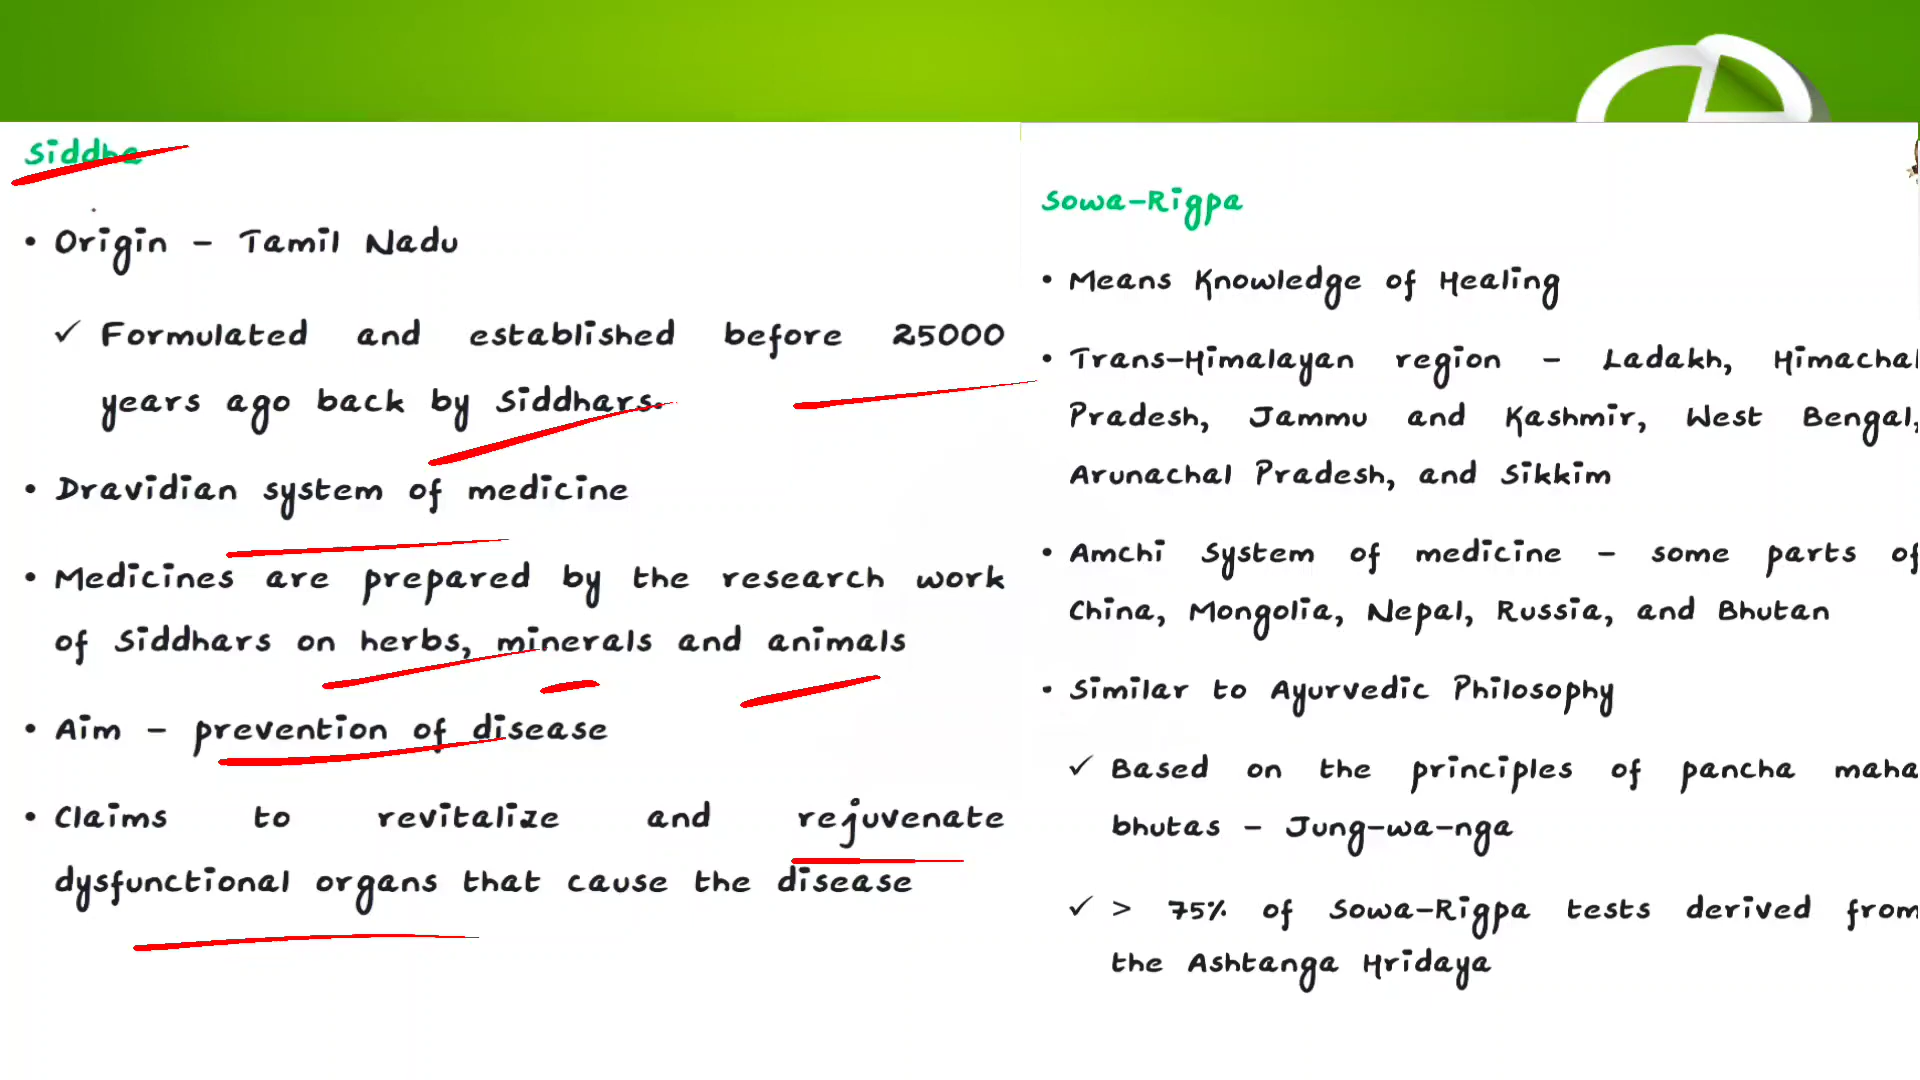 Siddha
• Origin – Tamil Nadu
✓ Formulated and established before 25000
years ago back by Siddhars.
• Dravidian system of medicine
• Medicines are prepared by the research work
of Siddhars on herbs, minerals and animals
• Aim – prevention of disease
• Claims to revitalize and rejuvenate
dysfunctional organs that cause the disease
Sowa-Rigpa
• Means Knowledge of Healing
• Trans-Himalayan region – Ladakh, Himachal
Pradesh, Jammu and Kashmir, West Bengal,
Arunachal Pradesh, and Sikkim
• Amchi System of medicine – some parts of
China, Mongolia, Nepal, Russia, and Bhutan
• Similar to Ayurvedic Philosophy
✓ Based on the principles of pancha maha
bhutas – Jung-wa-nga
✓ > 75% of Sowa-Rigpa tests derived from
the Ashtanga Hridaya